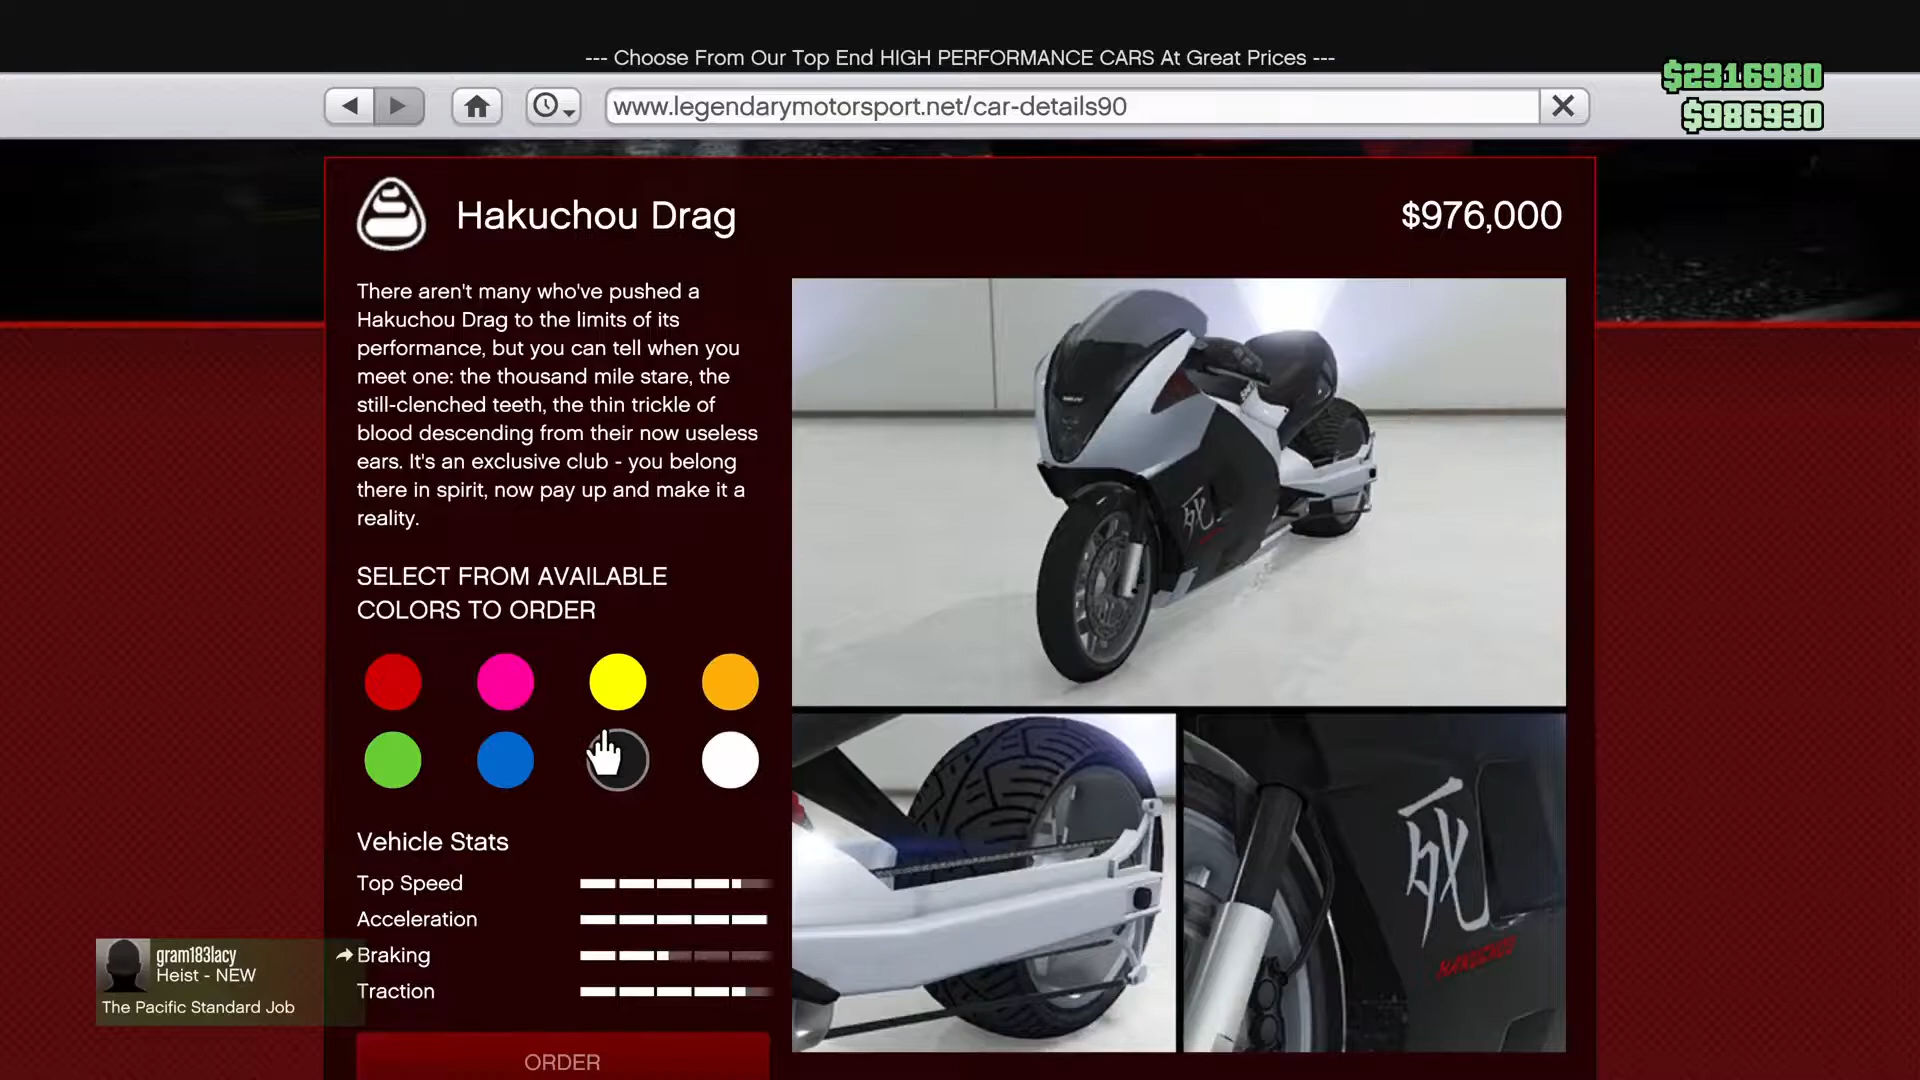 --- Choose From Our Top End HIGH PERFORMANCE CARS At Great Prices ---
$2316980
www.legendarymotorsport.net/car-details90
$986930
Hakuchou Drag
$976,000
There aren't many who've pushed a
Hakuchou Drag to the limits of its
performance, but you can tell when you
meet one: the thousand mile stare, the
still-clenched teeth, the thin trickle of
blood descending from their now useless
ears. It's an exclusive club - you belong
there in spirit, now pay up and make it a
reality.
SELECT FROM AVAILABLE
COLORS TO ORDER
Vehicle Stats
Top Speed
Acceleration
Braking
Traction
ORDER
gram183lacy
Heist - NEW
The Pacific Standard Job
死
死
HAKUCHOU